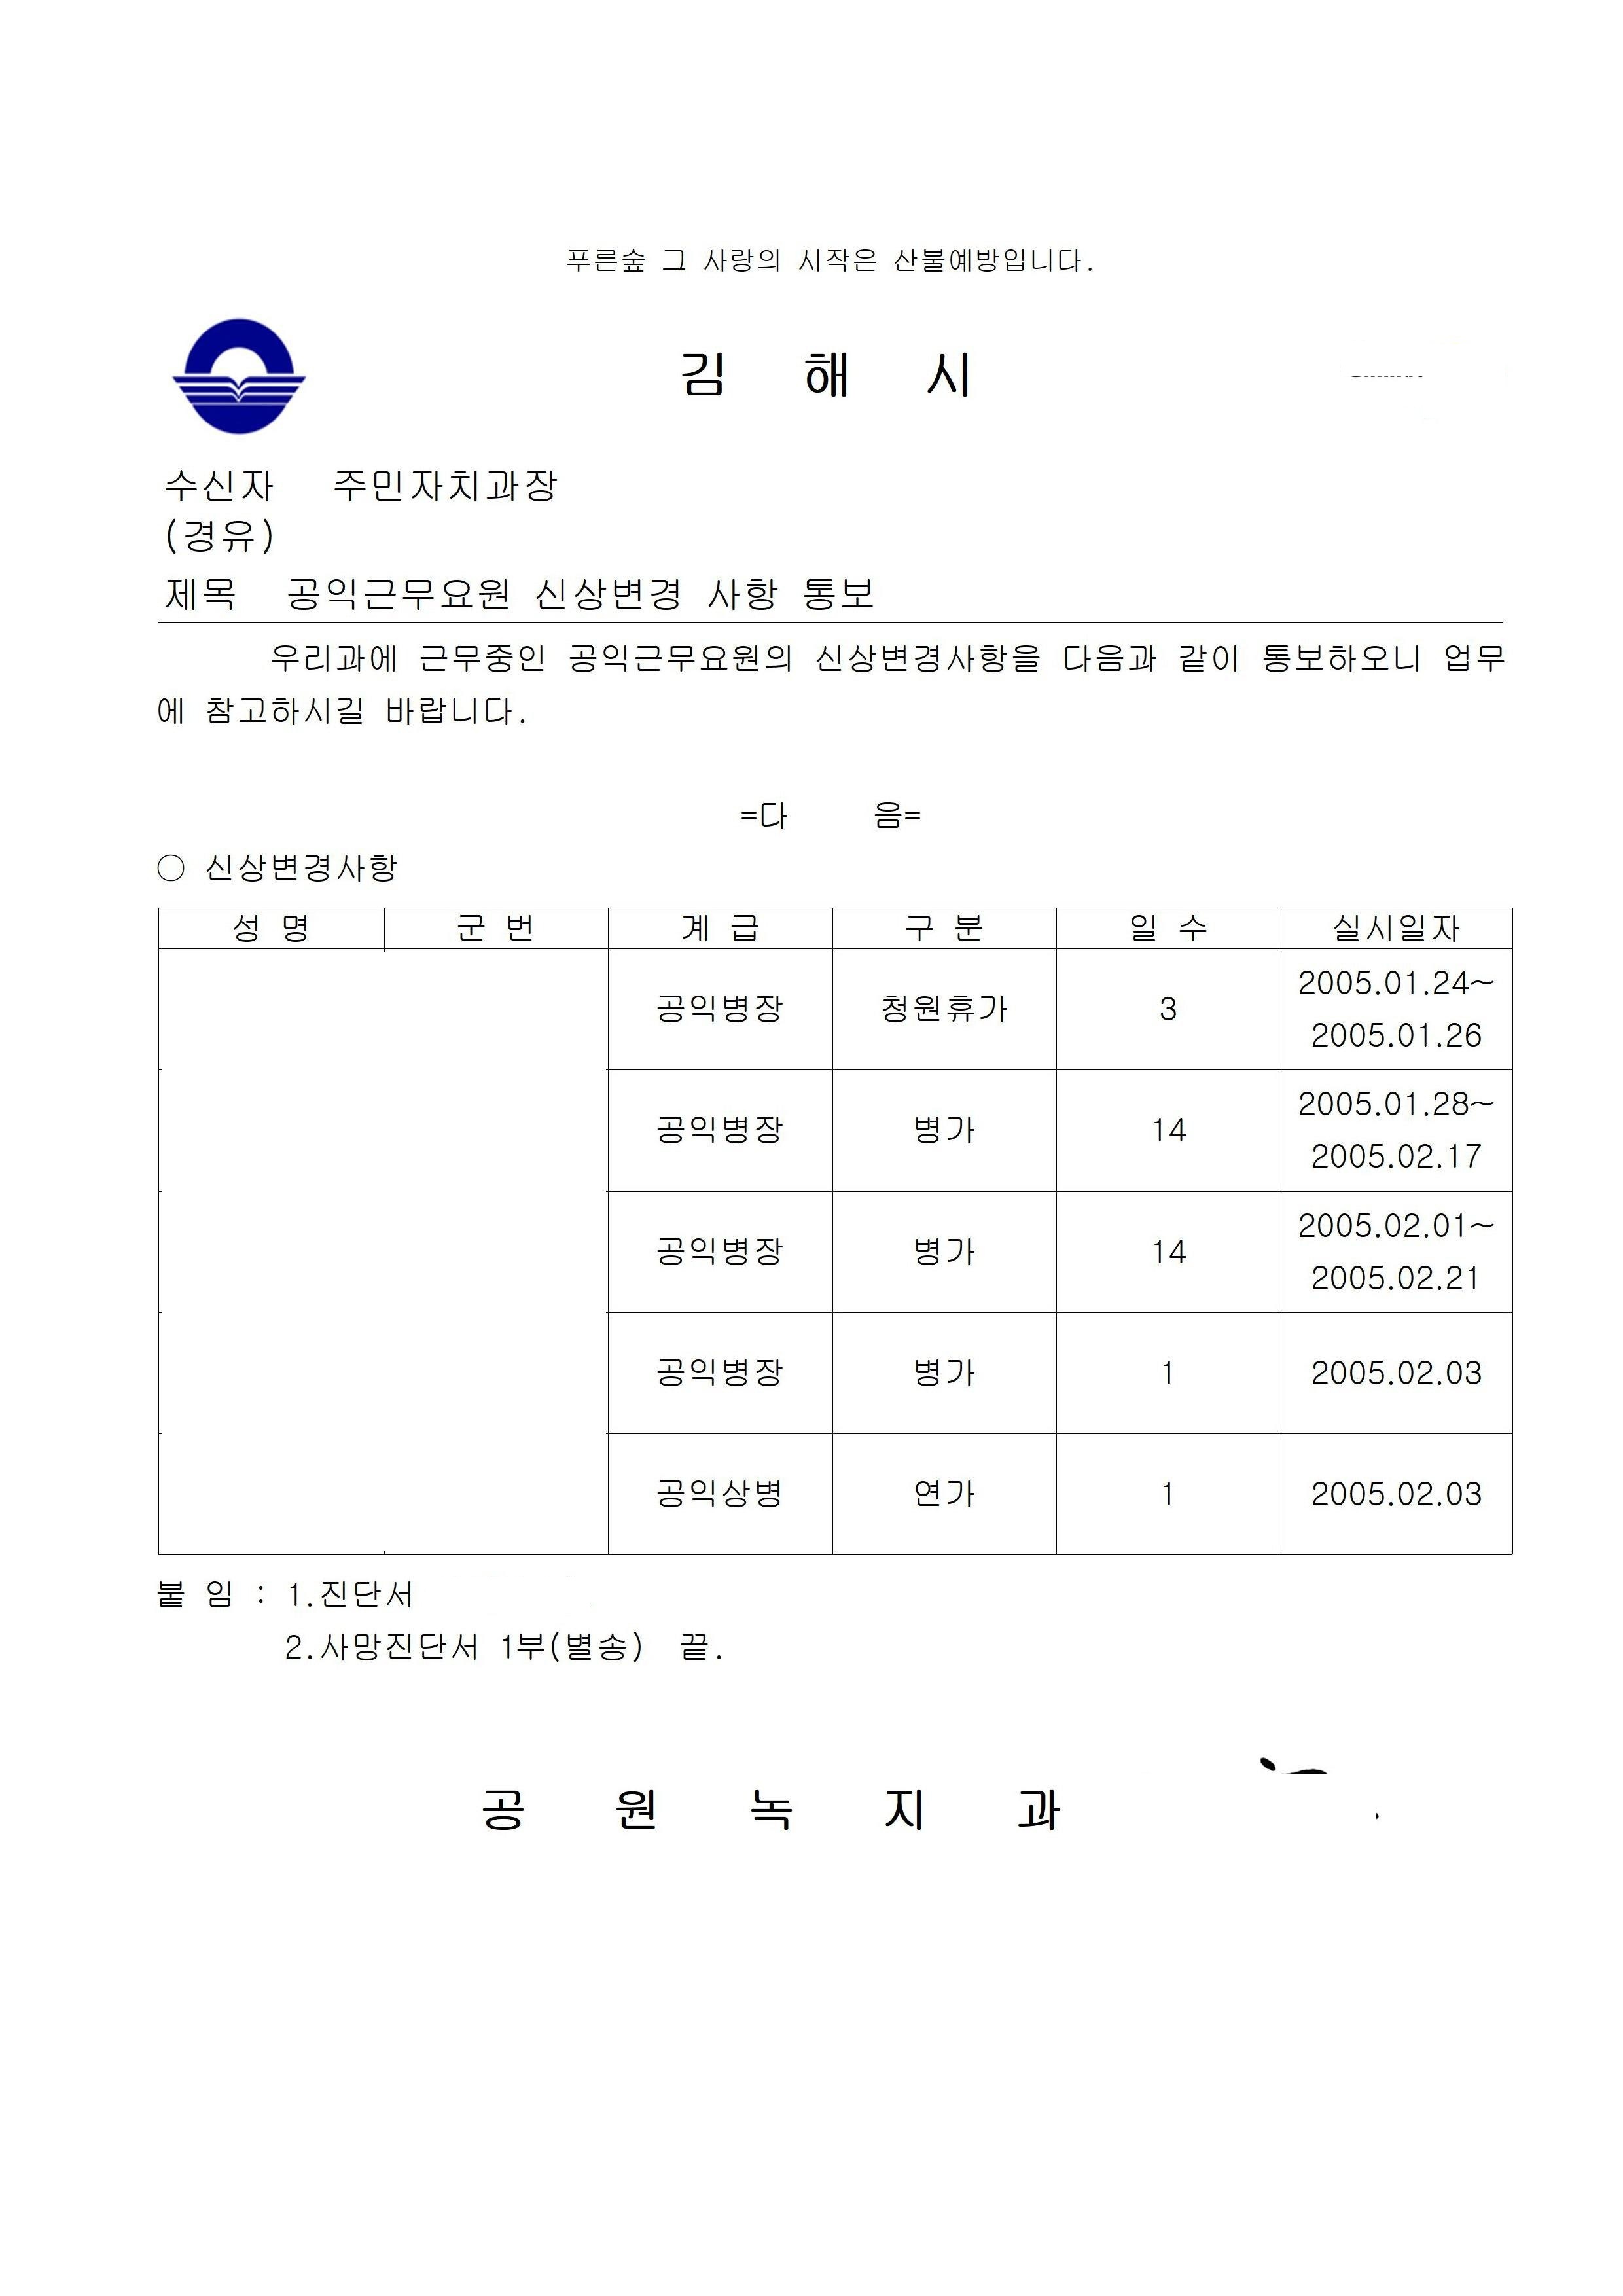 푸른숲 그 사랑의 시작은 산불예방입니다.
김 해 시
수신자 주민자치과장
(경유)
제목 공익근무요원 신상변경 사항 통보
우리과에 근무중인 공익근무요원의 신상변경사항을 다음과 같이 통보하오니 업무
에 참고하시길 바랍니다.
=다 음=
○ 신상변경사항
성 명 군 번 계 급 구 분 일 수 실시일자
공익병장 청원휴가 3 2005.01.24~
2005.01.26
공익병장 병가 14 2005.01.28~
2005.02.17
공익병장 병가 14 2005.02.01~
2005.02.21
공익병장 병가 1 2005.02.03
공익상병 연가 1 2005.02.03
붙 임 : 1.진단서
2.사망진단서 1부(별송) 끝.
공 원 녹 지 과